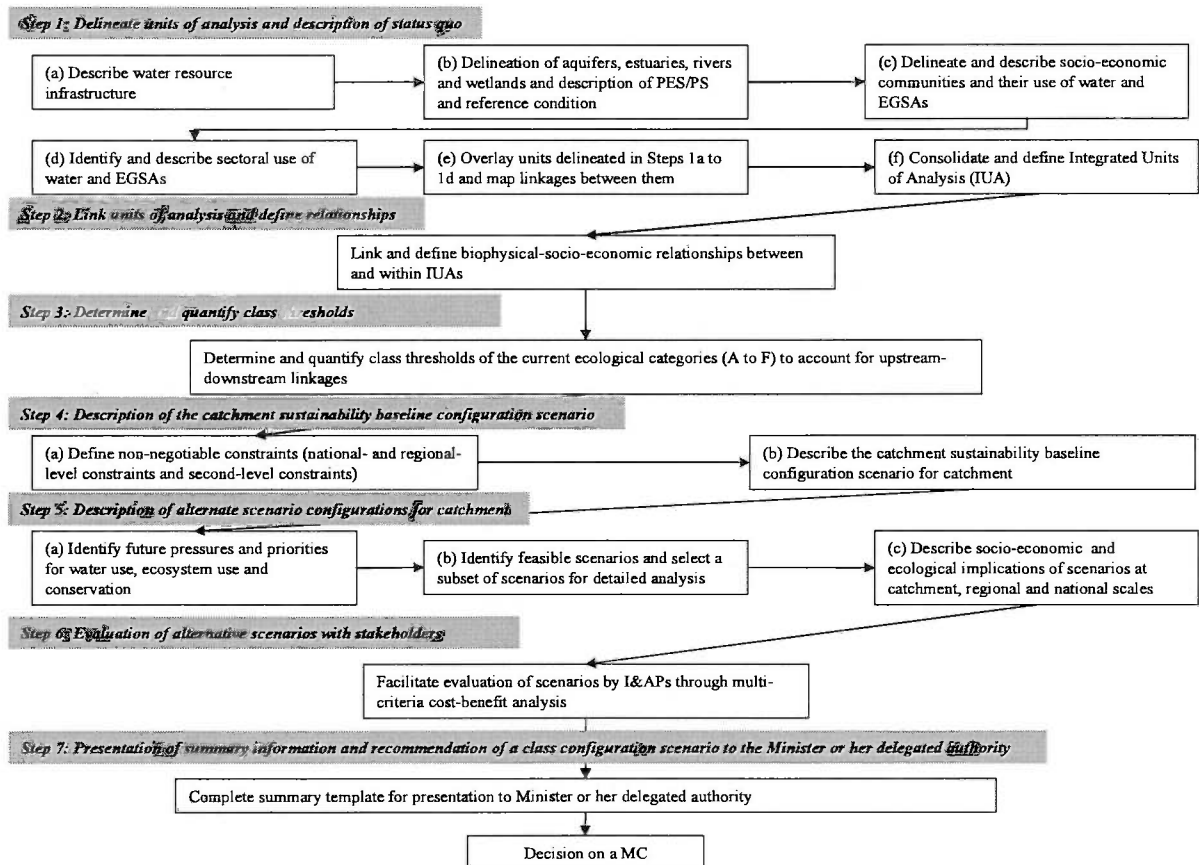 Step 1: Delineate units of analysis and description of status quo
(a) Describe water resource
infrastructure
(b) Delineation of aquifers, estuaries, rivers
and wetlands and description of PES/PS
and reference condition
(c) Delineate and describe socio-economic
communities and their use of water and
EGSAs
(d) Identify and describe sectoral use of
water and EGSAs
(e) Overlay units delineated in Steps 1a to
1d and map linkages between them
(f) Consolidate and define Integrated Units
of Analysis (IUA)
Step 2: Link units of analysis and define relationships
Link and define biophysical-socio-economic relationships between
and within IUAs
Step 3: Determine quantify class
Determine and quantify class thresholds of the current ecological categories (A to F) to account for upstream-
downstream linkages
Step 4: Description of the catchment sustainability baseline configuration scenario
(a) Define non-negotiable constraints (national- and regional-
level constraints and second-level constraints)
(b) Describe the catchment sustainability baseline
configuration scenario for catchment
Step 5: Description of alternate scenario configurations for catchment
(a) Identify future pressures and priorities
for water use, ecosystem use and
conservation
(b) Identify feasible scenarios and select a
subset of scenarios for detailed analysis
(c) Describe socio-economic and
ecological implications of scenarios at
catchment, regional and national scales
Step 6: Evaluation of alternative scenarios with stakeholders
Facilitate evaluation of scenarios by I&APs through multi-
criteria cost-benefit analysis
Step 7: Presentation of summary information and recommendation of a class configuration scenario to the Minister or her delegated authority
Complete summary template for presentation to Minister or her delegated authority
Decision on a MC